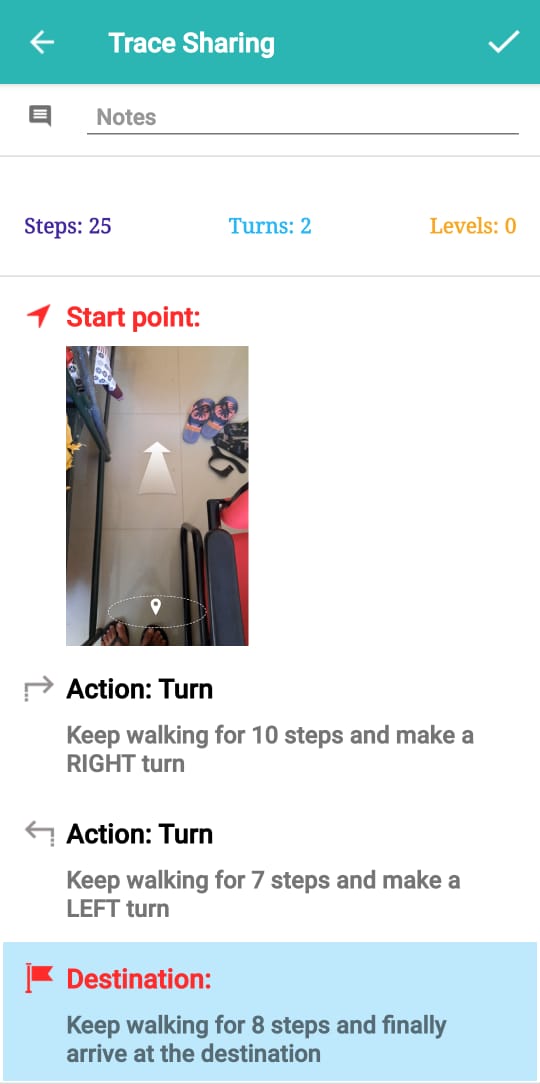 Trace Sharing
Notes
Steps: 25
Turns: 2
Levels: 0
Start point:
Action: Turn
Keep walking for 10 steps and make a
RIGHT turn
Action: Turn
Keep walking for 7 steps and make a
LEFT turn
Destination:
Keep walking for 8 steps and finally
arrive at the destination